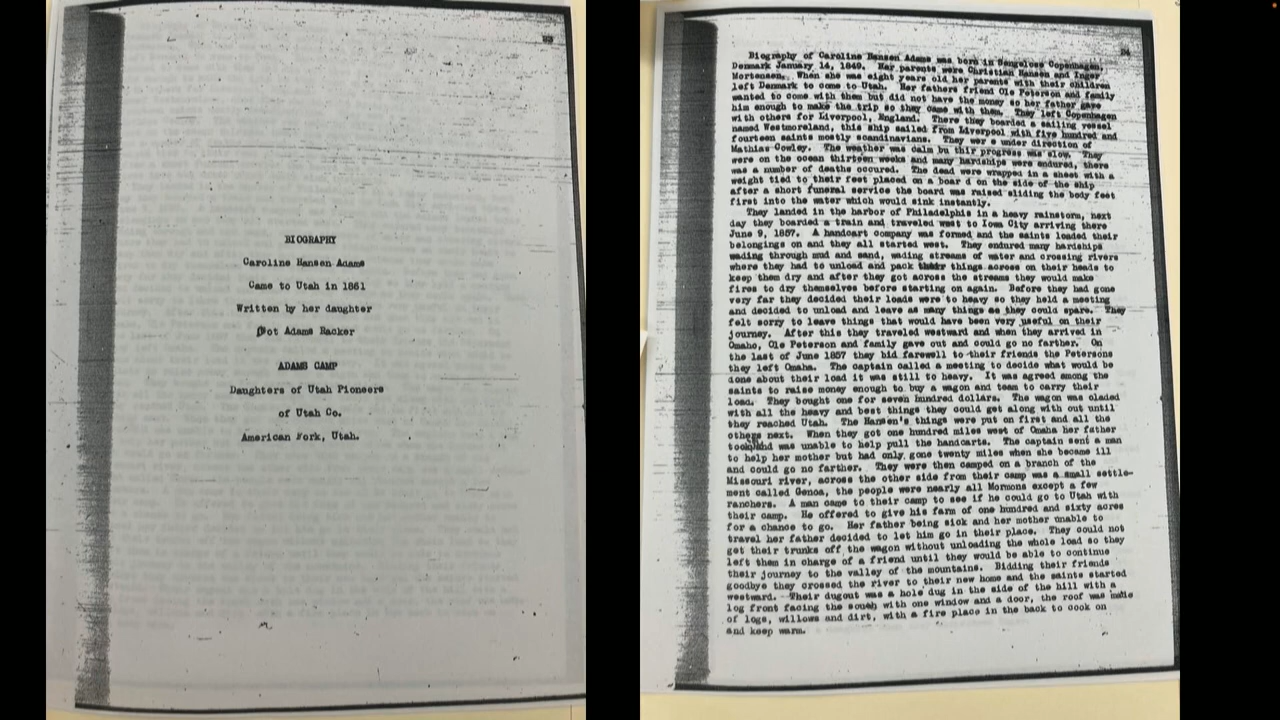 23
BIOGRAPHY
Caroline Hansen Adams
Came to Utah in 1861
Written by her daughter
Dot Adams Racker
ADAMS CAMP
Daughters of Utah Pioneers
of Utah Co.
American Fork, Utah.
24
Biography of Caroline Hansen Adams was born in Copenhagen,
Denmark January 14, 1849. Her parents were Christian Hansen and Inger
Mortensen. When she was eight years old her parents with their children
left Denmark to come to Utah. Her fathers friend Ole Peterson and family
wanted to come with them but did not have the money so her father gave
him enough to make the trip so they came with them. They left Copenhagen
with others for Liverpool, England. There they boarded a sailing vessel
named Westmoreland, this ship sailed from Liverpool with five hundred and
fourteen saints mostly scandinavians. They wer e under direction of
Mathias Cowley. The weather was calm bu thir progress was slow. They
were on the ocean thirteen weeks and many hardships were endured, there
was a number of deaths occured. The dead were wrapped in a sheet with a
weight tied to their feet placed on a boar d on the side of the ship
after a short funeral service the board was raised sliding the body feet
first into the water which would sink instantly.
They landed in the harbor of Philadelphia in a heavy rainstorm, next
day they boarded a train and traveled west to Iowa City arriving there
June 9, 1857. A handcart company was formed and the saints loaded their
belongings on and they all started west. They endured many hardships
wading through mud and sand, wading streams of water and crossing rivers
where they had to unload and pack their things across on their heads to
keep them dry and after they got across the streams they would make
fires to dry themselves before starting on again. Before they had gone
very far they decided their loads were to heavy so they held a meeting
and decided to unload and leave as many things as they could spare. They
felt sorry to leave things that would have been very useful on their
journey. After this they traveled westward and when they arrived in
Omaho, Ole Peterson and family gave out and could go no farther. On
the last of June 1857 they bid farewell to their friends the Petersons
they left Omaha. The captain called a meeting to decide what would be
done about their load it was still to heavy. It was agreed among the
saints to raise money enough to buy a wagon and team to carry their
load. They bought one for seven hundred dollars. The wagon was oladed
with all the heavy and best things they could get along with out until
they reached Utah. The Hansen's things were put on first and all the
others next. When they got one hundred miles west of Omaha her father
took and was unable to help pull the handcarts. The captain sent a man
to help her mother but had only gone twenty miles when she became ill
and could go no farther. They were then camped on a branch of the
Missouri river, across the other side from their camp was a small settle-
ment called Genoa, the people were nearly all Mormons except a few
ranchers. A man came to their camp to see if he could go to Utah with
their camp. He offered to give his farm of one hundred and sixty acres
for a chance to go. Her father being sick and her mother unable to
travel her father decided to let him go in their place. They could not
get their trunks off the wagon without unloading the whole load so they
left them in charge of a friend until they would be able to continue
their journey to the valley of the mountains. Bidding their friends
goodbye they crossed the river to their new home and the saints started
westward. Their dugout was a hole dug in the side of the hill with a
log front facing the south with one window and a door, the roof was made
of logs, willows and dirt, with a fire place in the back to cook on
and keep warm.